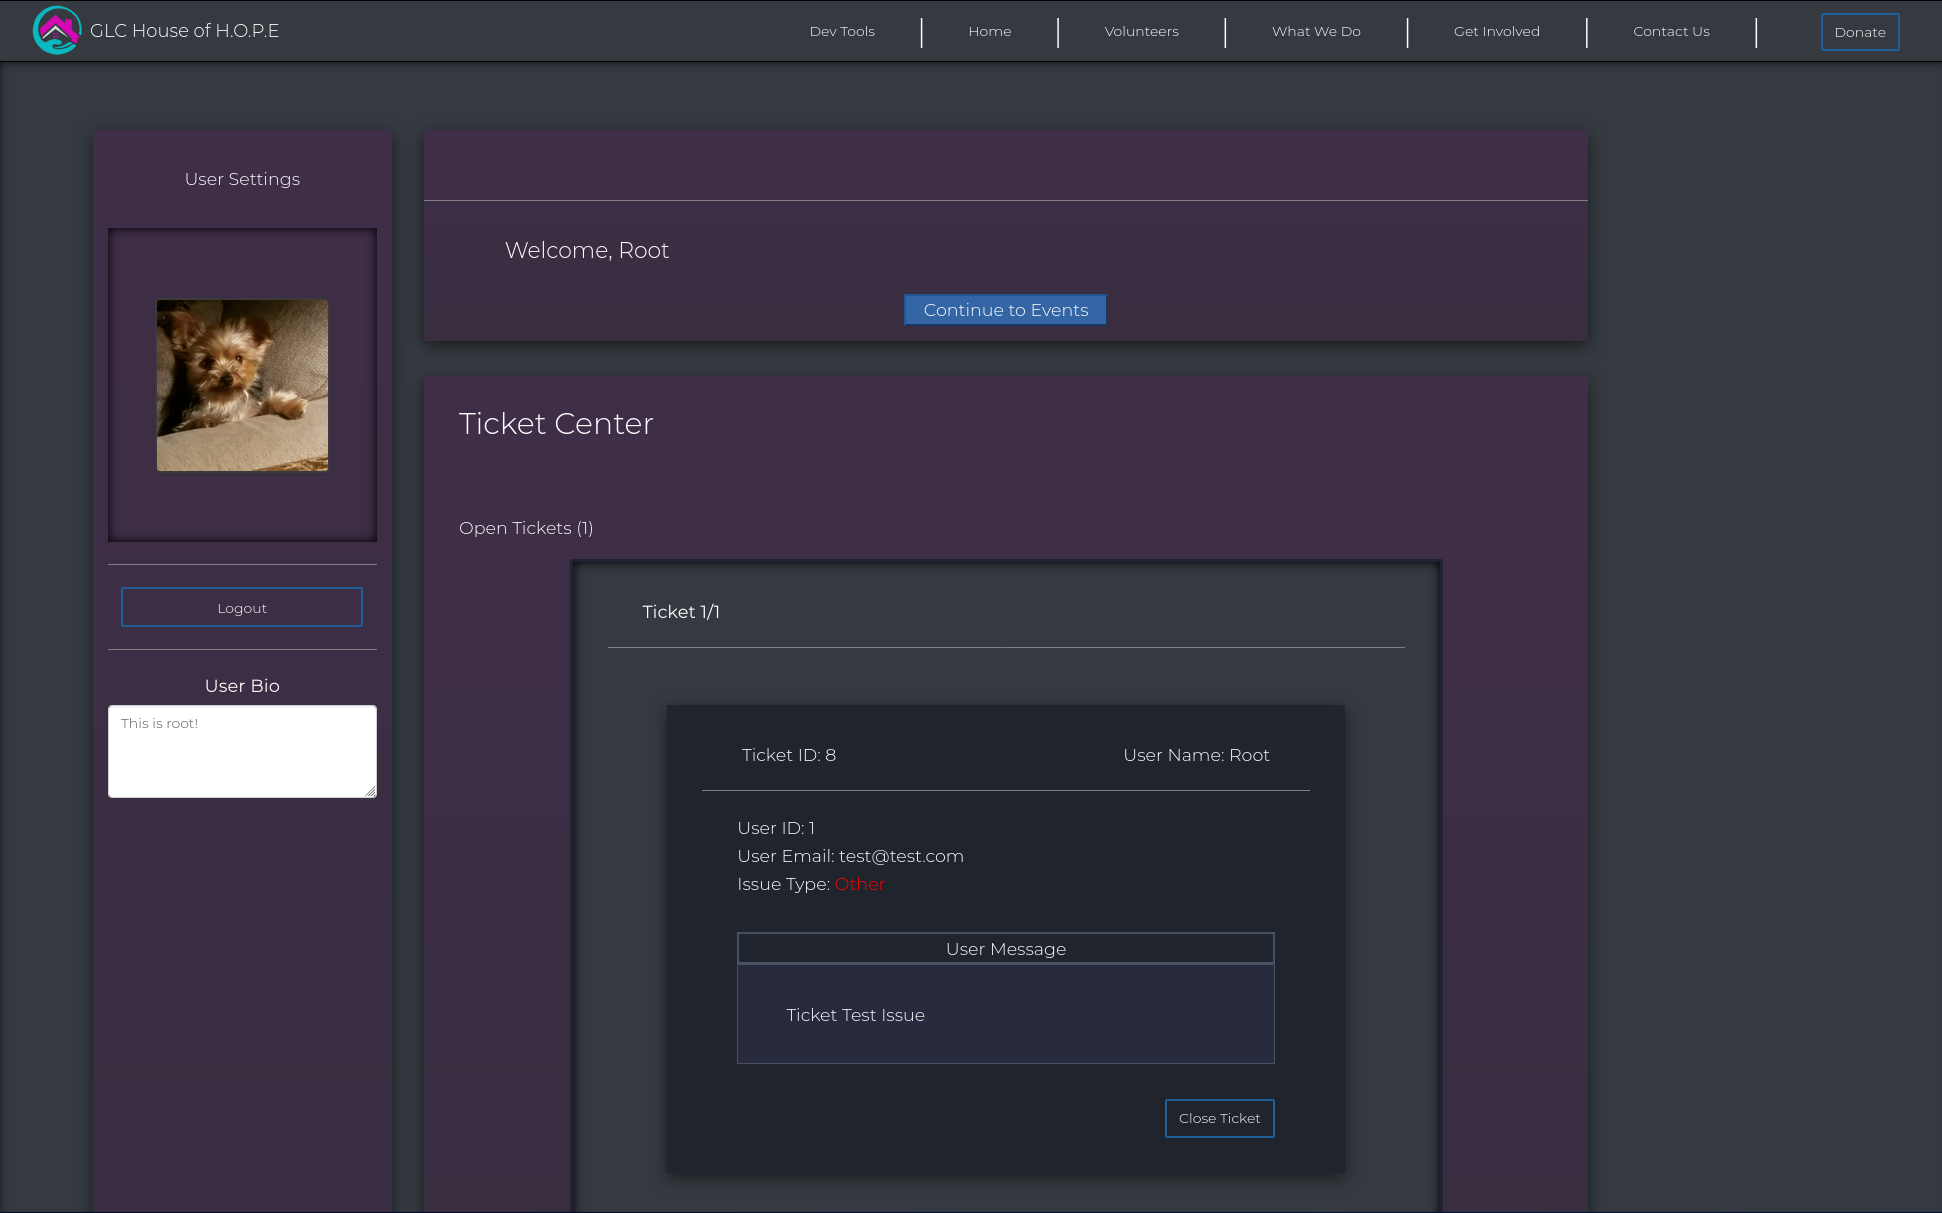 GLC House of H.O.P.E
Dev Tools
Home
Volunteers
What We Do
Get Involved
Contact Us
Donate
User Settings
Logout
User Bio
This is root!
Welcome, Root
Continue to Events
Ticket Center
Open Tickets (1)
Ticket 1/1
Ticket ID: 8
User Name: Root
User ID: 1
User Email: test@test.com
Issue Type: Other
User Message
Ticket Test Issue
Close Ticket